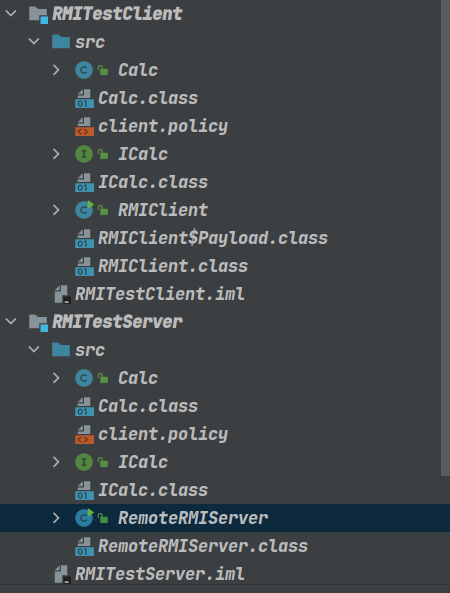 RMITestClient
src
Calc
Calc.class
client.policy
ICalc
ICalc.class
RMIClient
RMIClient$Payload.class
RMIClient.class
RMITestClient.iml
RMITestServer
src
Calc
Calc.class
client.policy
ICalc
ICalc.class
RemoteRMIServer
RemoteRMIServer.class
RMITestServer.iml